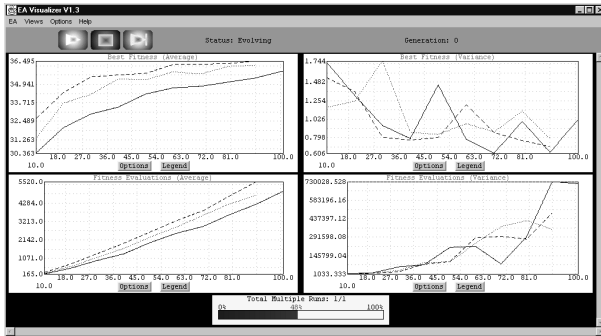 EA Visualizer V1.3
EA Views Options Help
Status: Evolving Generation: 0
Best Fitness (Average)
36.495
34.941
33.715
32.489
31.263
30.363
10.0 18.0 27.0 36.0 45.0 54.0 63.0 72.0 81.0 100.0
Options Legend
Best Fitness (Variance)
1.744
1.482
1.254
1.026
0.798
0.606
10.0 18.0 27.0 36.0 45.0 54.0 63.0 72.0 81.0 100.0
Options Legend
Fitness Evaluations (Average)
5520.0
4284.0
3213.0
2142.0
1071.0
165.0
10.0 18.0 27.0 36.0 45.0 54.0 63.0 72.0 81.0 100.0
Options Legend
Fitness Evaluations (Variance)
730028.528
583196.16
437397.12
291598.08
145799.04
1033.333
10.0 18.0 27.0 36.0 45.0 54.0 63.0 72.0 81.0 100.0
Options Legend
Total Multiple Runs: 1/1
0% 48% 100%